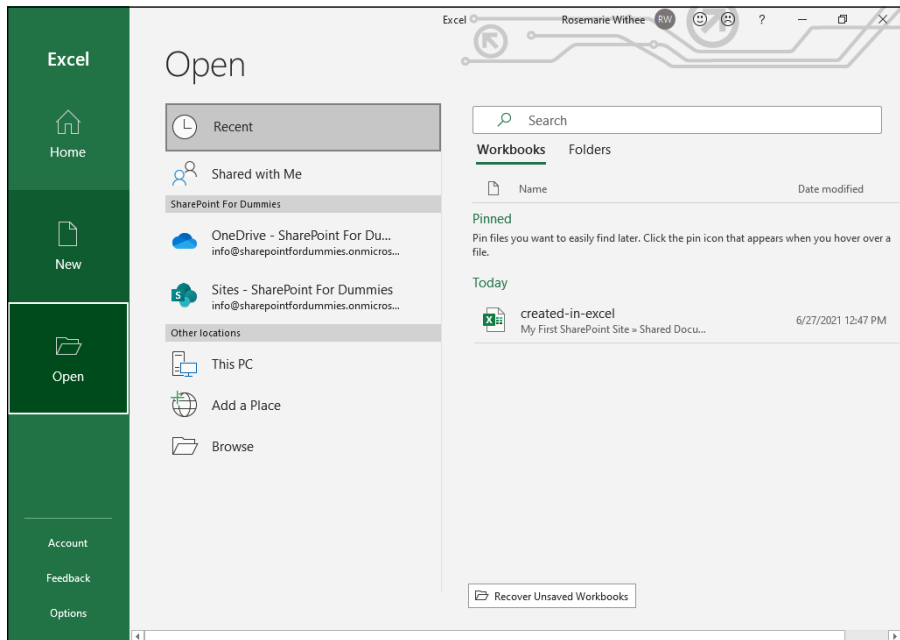 Excel
Rosemarie Withee
RW
?
Excel
Home
New
Open
Account
Feedback
Options
Open
Recent
Shared with Me
SharePoint For Dummies
OneDrive - SharePoint For Du...
info@sharepointfordummies.onmicros...
S
Sites - SharePoint For Dummies
info@sharepointfordummies.onmicros...
Other locations
This PC
Add a Place
Browse
Search
Workbooks Folders
Name Date modified
Pinned
Pin files you want to easily find later. Click the pin icon that appears when you hover over a
file.
Today
created-in-excel
My First SharePoint Site » Shared Docu...
6/27/2021 12:47 PM
Recover Unsaved Workbooks